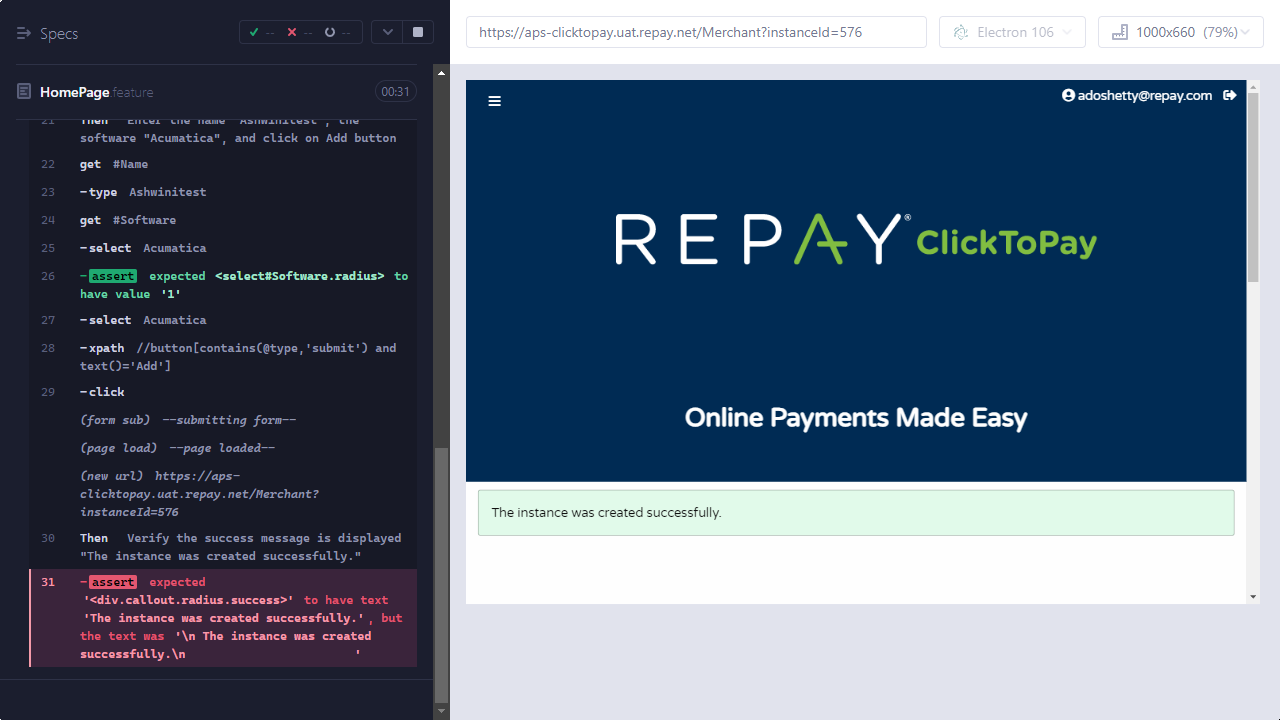 Specs
-- -- --
HomePage feature
00:31
21 Then Enter the name "Ashwinitest", the
software "Acumatica", and click on Add button
22 get #Name
23 -type Ashwinitest
24 get #Software
25 -select Acumatica
26 -assert expected <select#Software.radius> to
have value '1'
27 -select Acumatica
28 -xpath //button[contains(@type,'submit') and
text()='Add']
29 -click
(form sub) --submitting form--
(page load) --page loaded--
(new url) https://aps-
clicktopay.uat.repay.net/Merchant?
instanceId=576
30 Then Verify the success message is displayed
"The instance was created successfully."
31 -assert expected
'<div.callout.radius.success>' to have text
'The instance was created successfully.', but
the text was '\n The instance was created
successfully.\n '
https://aps-clicktopay.uat.repay.net/Merchant?instanceId=576
Electron 106
1000x660 (79%)
adoshetty@repay.com
REPAY® ClickToPay
Online Payments Made Easy
The instance was created successfully.